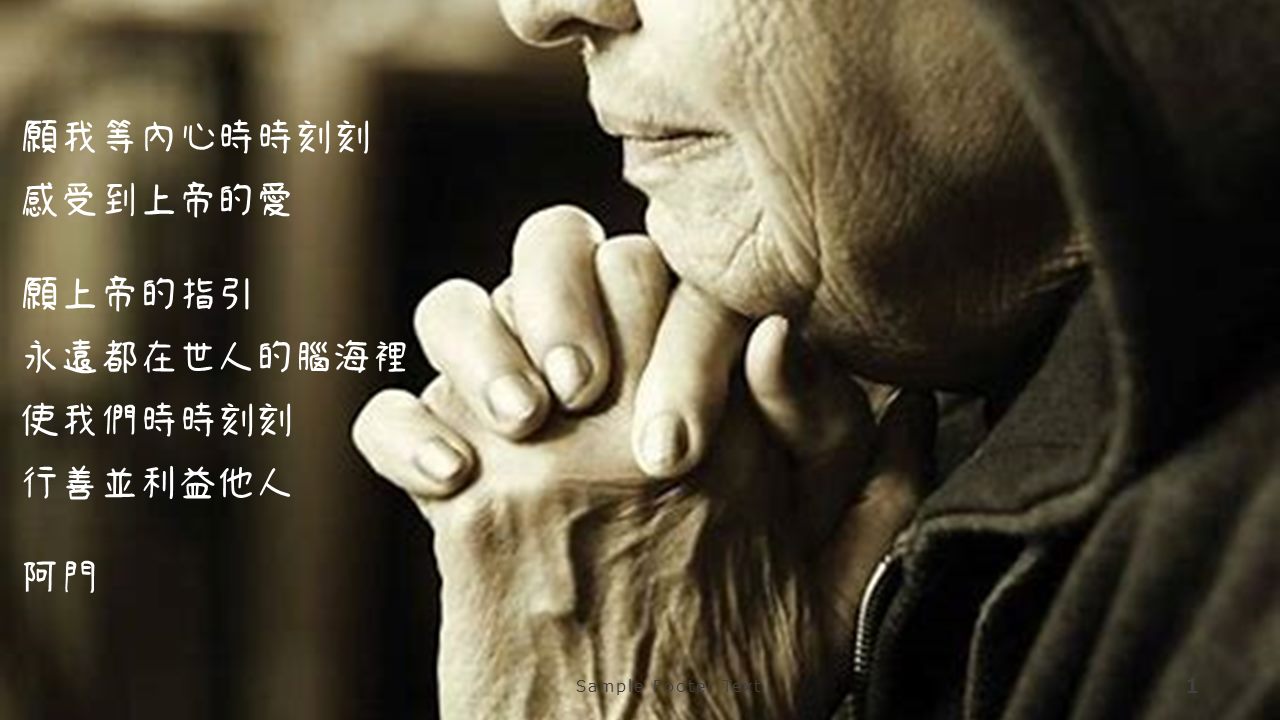 願我等內心時時刻刻
感受到上帝的愛
願上帝的指引
永遠都在世人的腦海裡
使我們時時刻刻
行善並利益他人
阿門
Sample Footer Text
1